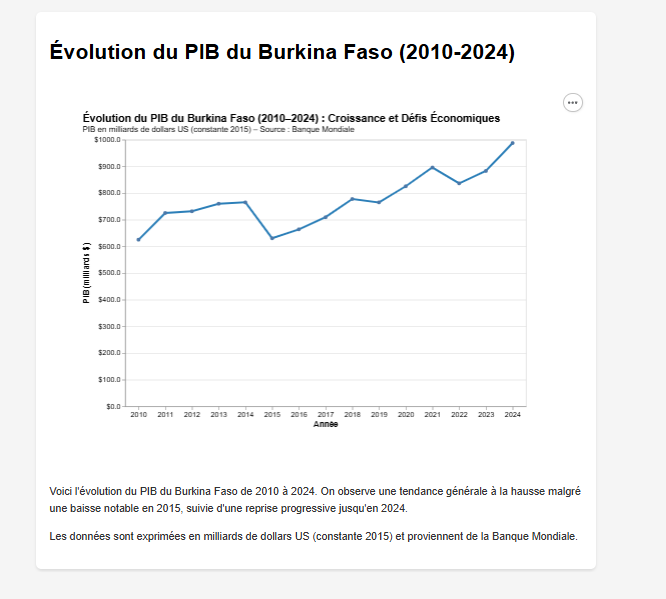 Évolution du PIB du Burkina Faso (2010-2024)
Évolution du PIB du Burkina Faso (2010–2024) : Croissance et Défis Économiques
PIB en milliards de dollars US (constante 2015) – Source : Banque Mondiale
$1000.0
$900.0
$800.0
$700.0
$600.0
$500.0
$400.0
$300.0
$200.0
$100.0
$0.0
PIB (milliards $)
2010 2011 2012 2013 2014 2015 2016 2017 2018 2019 2020 2021 2022 2023 2024
Année
Voici l'évolution du PIB du Burkina Faso de 2010 à 2024. On observe une tendance générale à la hausse malgré
une baisse notable en 2015, suivie d'une reprise progressive jusqu'en 2024.
Les données sont exprimées en milliards de dollars US (constante 2015) et proviennent de la Banque Mondiale.